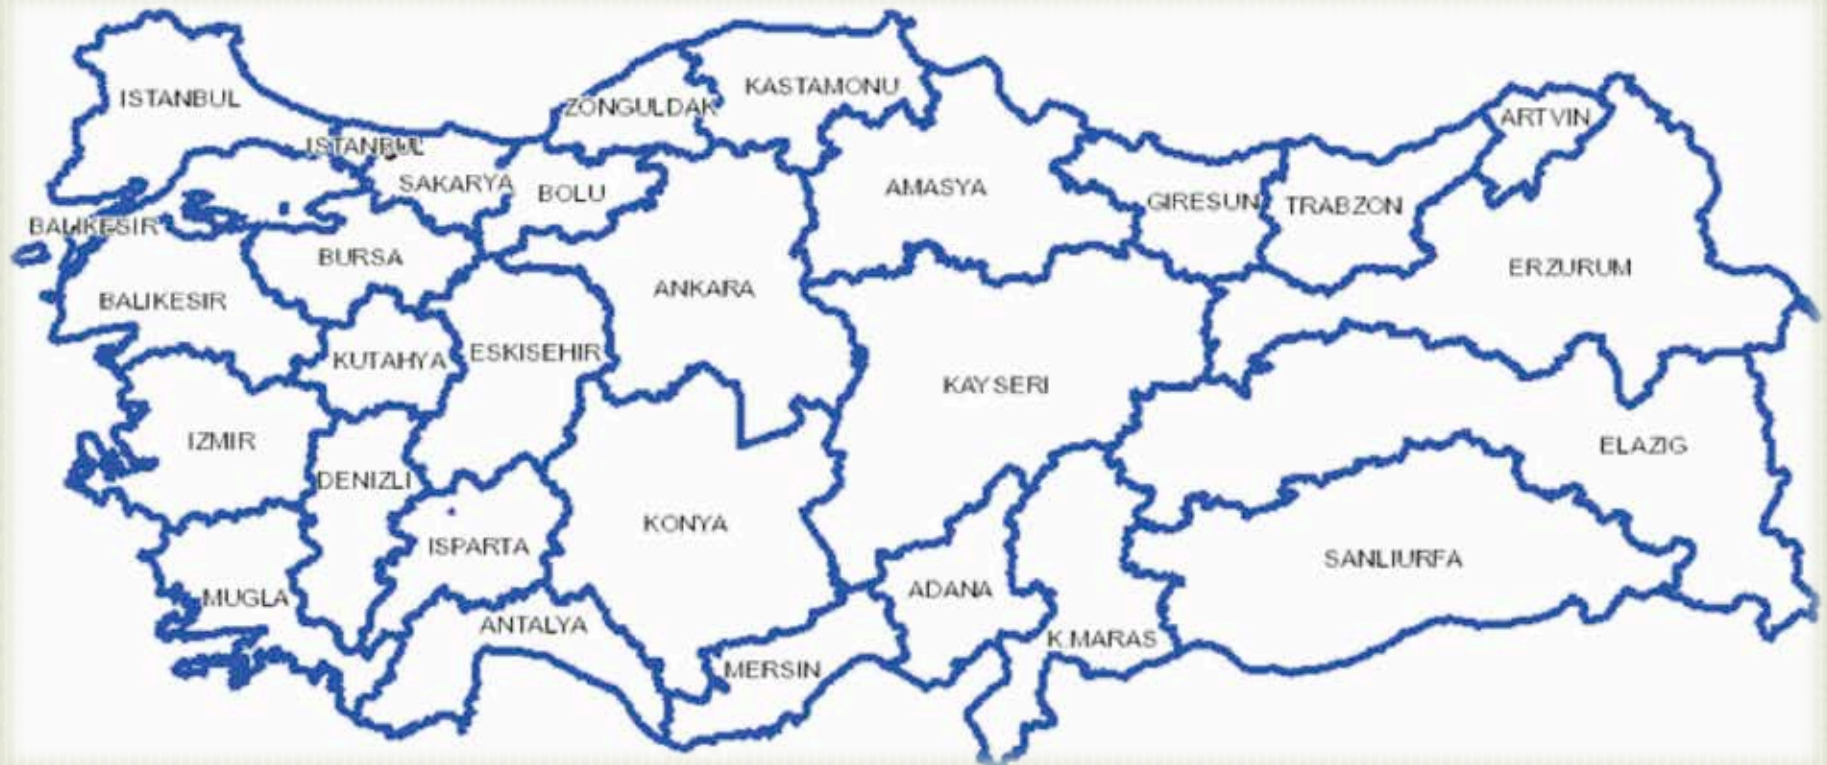 KASTAMONU
ISTANBUL
ZONGULDAK
ARTVIN
ISTANBUL
SAKARYA
BOLU
AMASYA
GIRESUN
TRABZON
BALIKESIR
BURSA
ERZURUM
ANKARA
BALIKESIR
ESKISEHIR
KUTAHYA
KAYSERI
IZMIR
ELAZIG
DENIZLI
KONYA
ISPARTA
SANLIURFA
ADANA
MUGLA
ANTALYA
K.MARAS
MERSIN